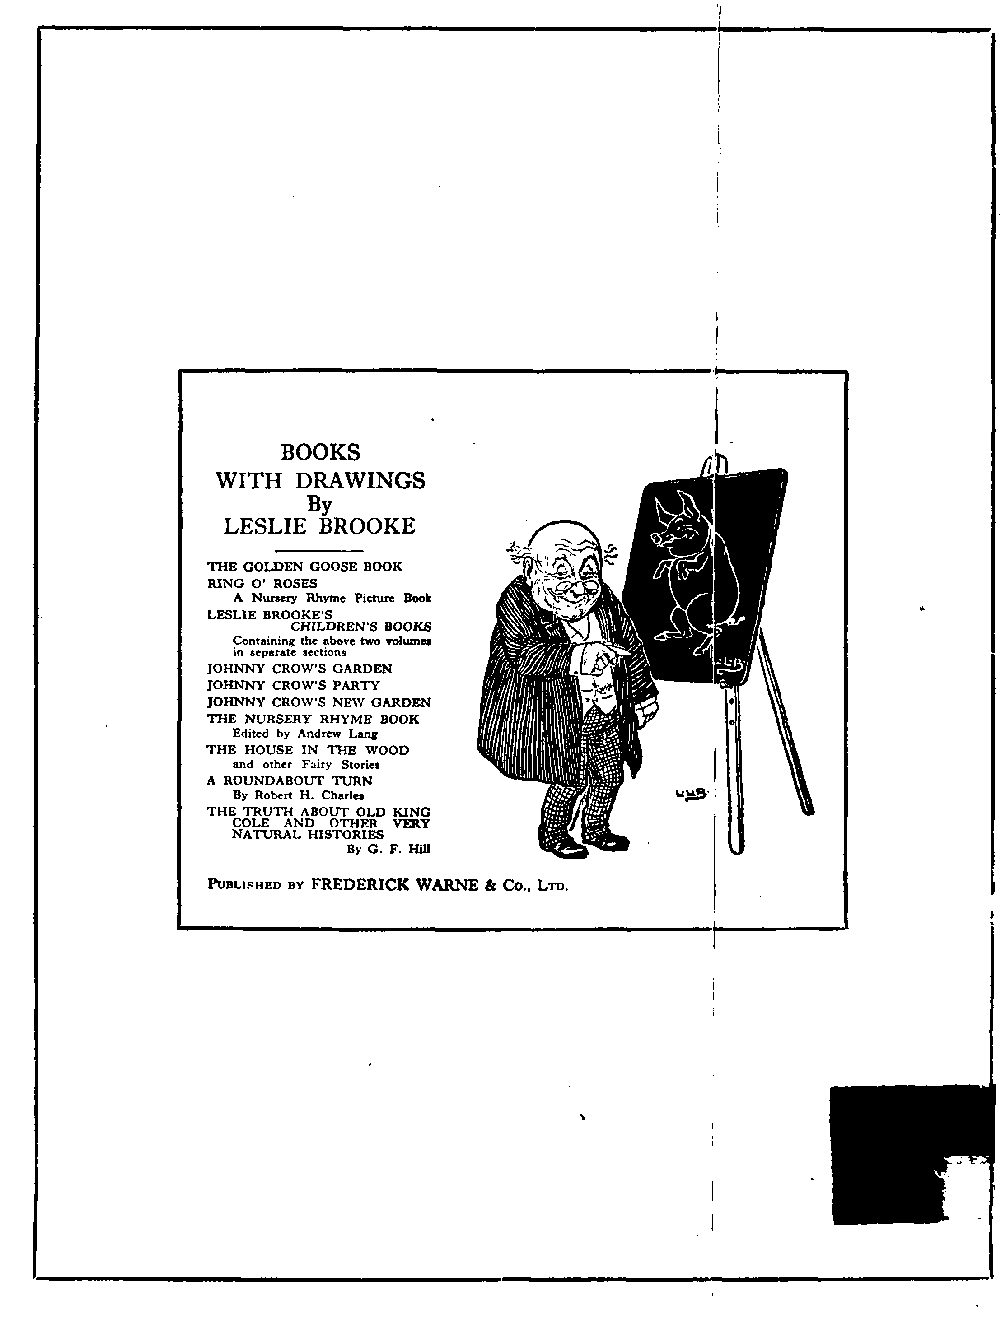 BOOKS
WITH DRAWINGS
By
LESLIE BROOKE
THE GOLDEN GOOSE BOOK
RING O' ROSES
A Nursery Rhyme Picture Book
LESLIE BROOKE'S
CHILDREN'S BOOKS
Containing the above two volumes
in separate sections
JOHNNY CROW'S GARDEN
JOHNNY CROW'S PARTY
JOHNNY CROW'S NEW GARDEN
THE NURSERY RHYME BOOK
Edited by Andrew Lang
THE HOUSE IN THE WOOD
and other Fairy Stories
A ROUNDABOUT TURN
By Robert H. Charles
THE TRUTH ABOUT OLD KING
COLE AND OTHER VERY
NATURAL HISTORIES
By G. F. Hill
PUBLISHED BY FREDERICK WARNE & Co., LTD.
L.L.B.